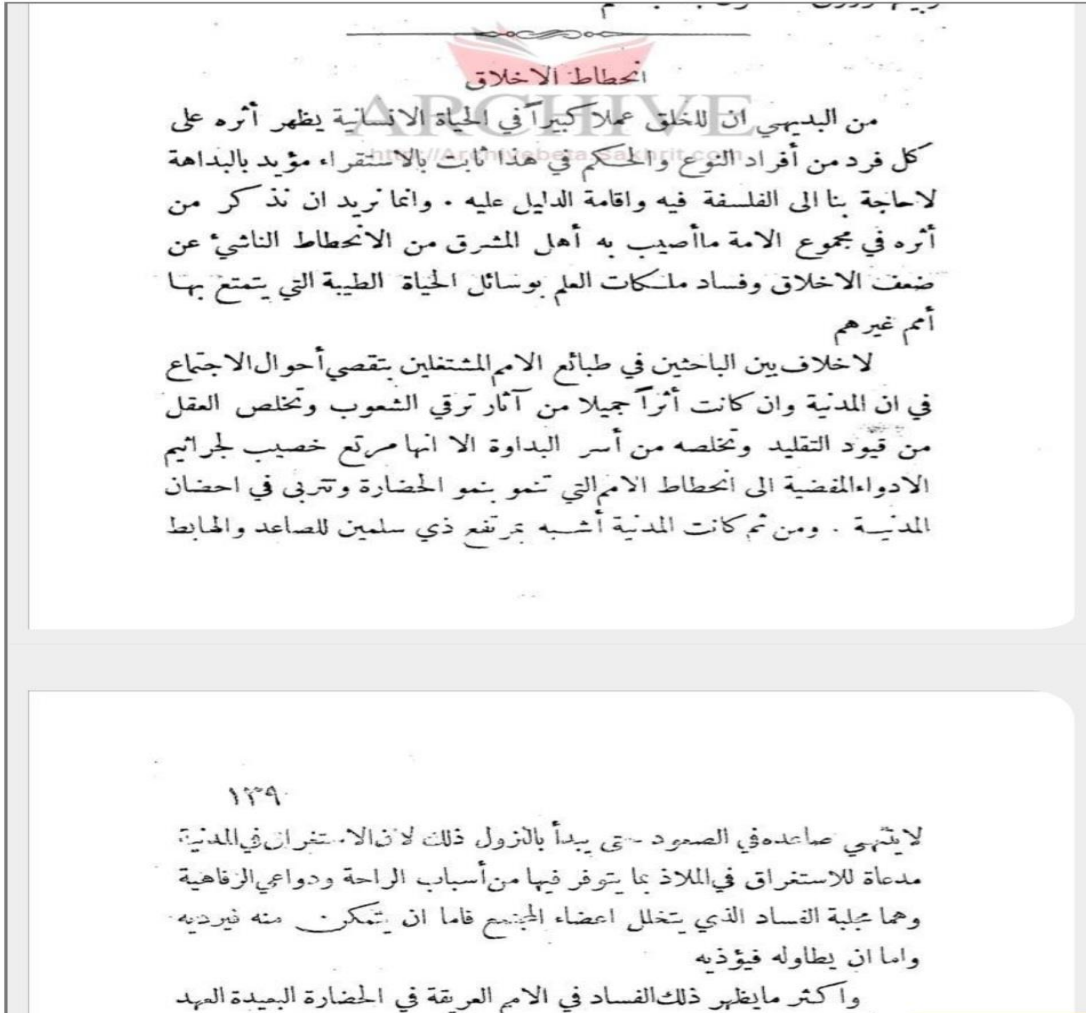 انحطاط الاخلاق
ARCHIVE
http://Archivebeta.Sakhrit.com
من البديهي ان للخلق عملا كبيراً في الحياة الانسانية يظهر أثره على
كل فرد من أفراد النوع والحكم في هذا ثابت بالاستقراء مؤيد بالبداهة
لاحاجة بنا الى الفلسفة فيه واقامة الدليل عليه . وانما نريد ان نذكر من
أثره في مجموع الامة ماأصيب به أهل المشرق من الانحطاط الناشئ عن
ضعف الاخلاق وفساد ملكات العلم بوسائل الحياة الطيبة التي يتمتع بها
أمم غيرهم
لاخلاف بين الباحثين في طبائع الامم المشتغلين بتقصي أحوال الاجتماع
في ان المدنية وان كانت أثراً جميلا من آثار ترقي الشعوب وتخلص العقل
من قيود التقليد وتخلصه من أسر البداوة الا انها مرتع خصيب لجراثيم
الادواء المفضية الى انحطاط الامم التي تنمو بنمو الحضارة وتتربى في احضان
المدنية . ومن ثم كانت المدنية أشبه بمرتفع ذي سلمين للصاعد والهابط
١٣٩
لاينتهي صاعده في الصعود حتى يبدأ بالنزول ذلك لان الاستغراق في المدنية
مدعاة للاستغراق في الملاذ بما يتوفر فيها من أسباب الراحة ودواعي الرفاهية
وهما مجلبة الفساد الذي يتخلل اعضاء المجتمع فاما ان يتمكن منه فيرديه
واما ان يطاوله فيؤذيه
واكثر مايظهر ذلك الفساد في الامم العريقة في الحضارة البعيدة العهد